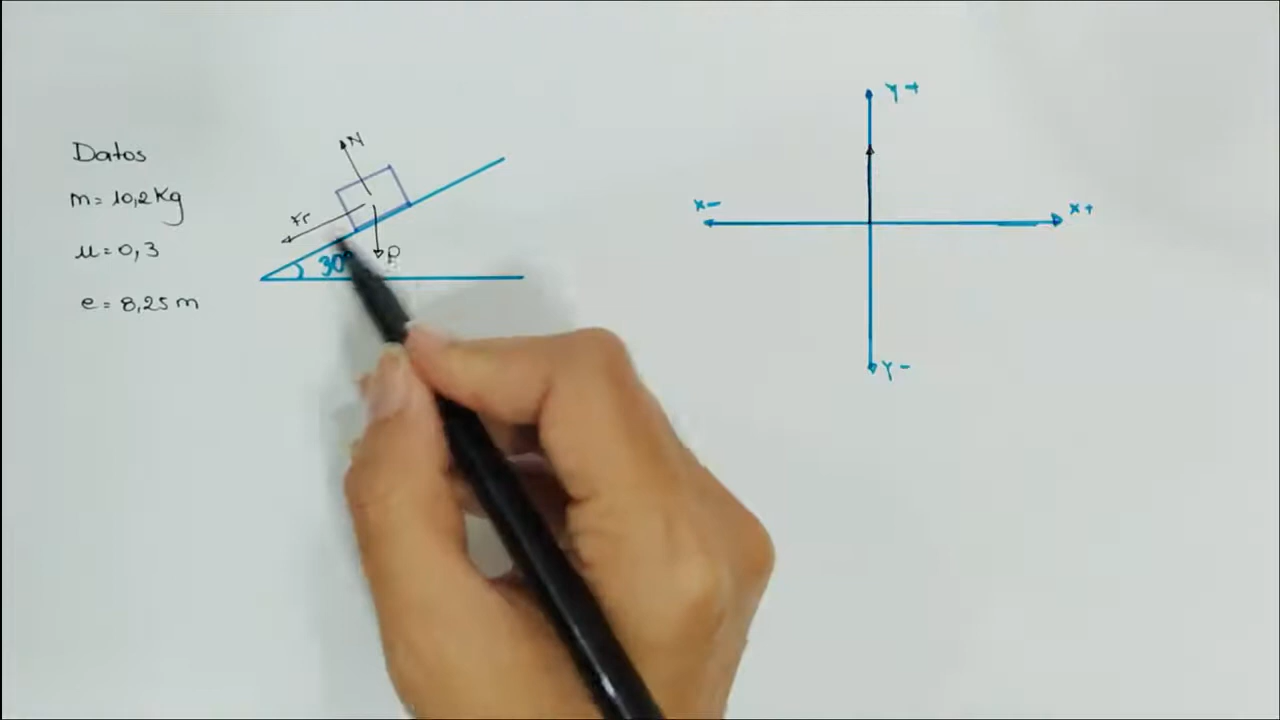 Datos
m = 10,2 Kg
μ = 0,3
e = 8,25 m
N
Fr
P
30°
Y +
X -
X +
Y -